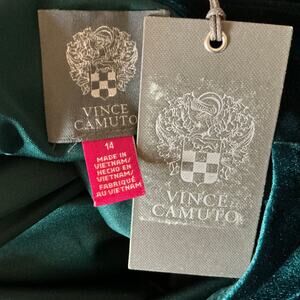 VINCE
CAMUTO
14
MADE IN
VIETNAM/
HECHO EN
VIETNAM/
FABRIQUÉ
AU VIETNAM
VINCE
CAMUTO